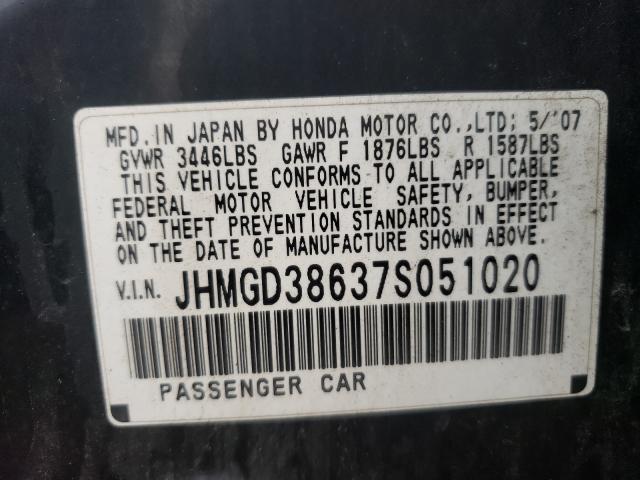 MFD. IN JAPAN BY HONDA MOTOR CO.,LTD; 5/'07
GVWR 3446LBS GAWR F 1876LBS R 1587LBS
THIS VEHICLE CONFORMS TO ALL APPLICABLE
FEDERAL MOTOR VEHICLE SAFETY, BUMPER,
AND THEFT PREVENTION STANDARDS IN EFFECT
ON THE DATE OF MANUFACTURE SHOWN ABOVE.
V.I.N. JHMGD38637S051020
PASSENGER CAR